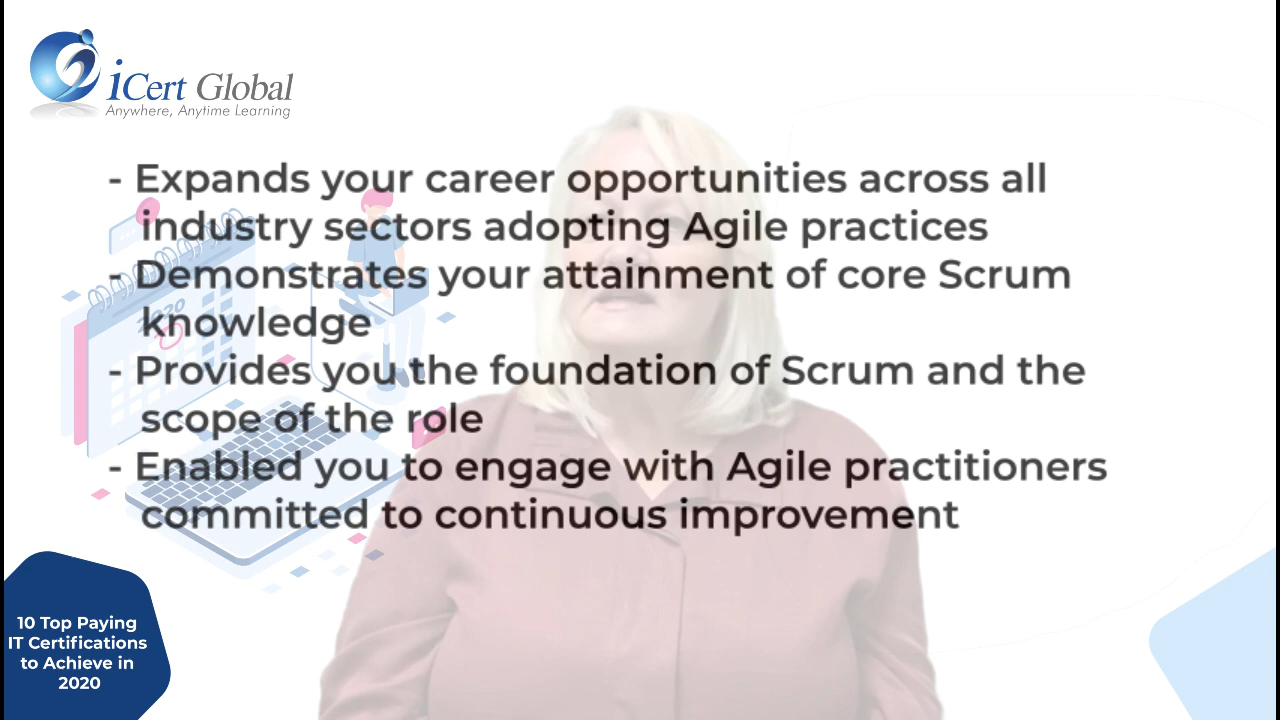 iCert Global
Anywhere, Anytime Learning
- Expands your career opportunities across all
industry sectors adopting Agile practices
- Demonstrates your attainment of core Scrum
knowledge
- Provides you the foundation of Scrum and the
scope of the role
- Enabled you to engage with Agile practitioners
committed to continuous improvement
2020
10 Top Paying
IT Certifications
to Achieve in
2020